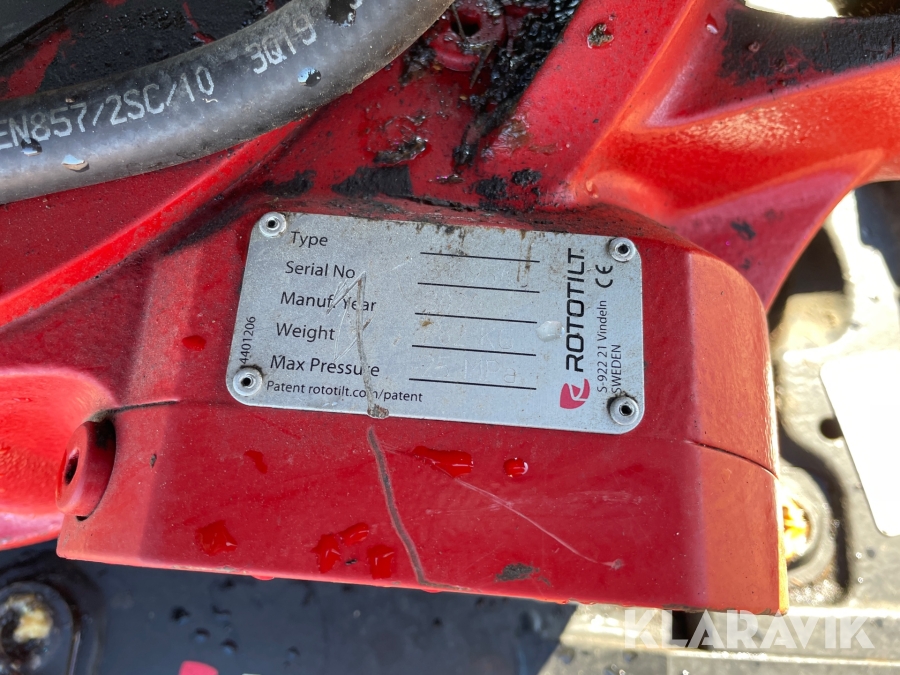 EN857/2SC/10 3Q19
Type
Serial No
Manuf. Year
Weight
Max Pressure
Patent rototilt.com/patent
4401206
ROTOTILT
S-922 21 Vindeln
SWEDEN
CE
KLARAVIK